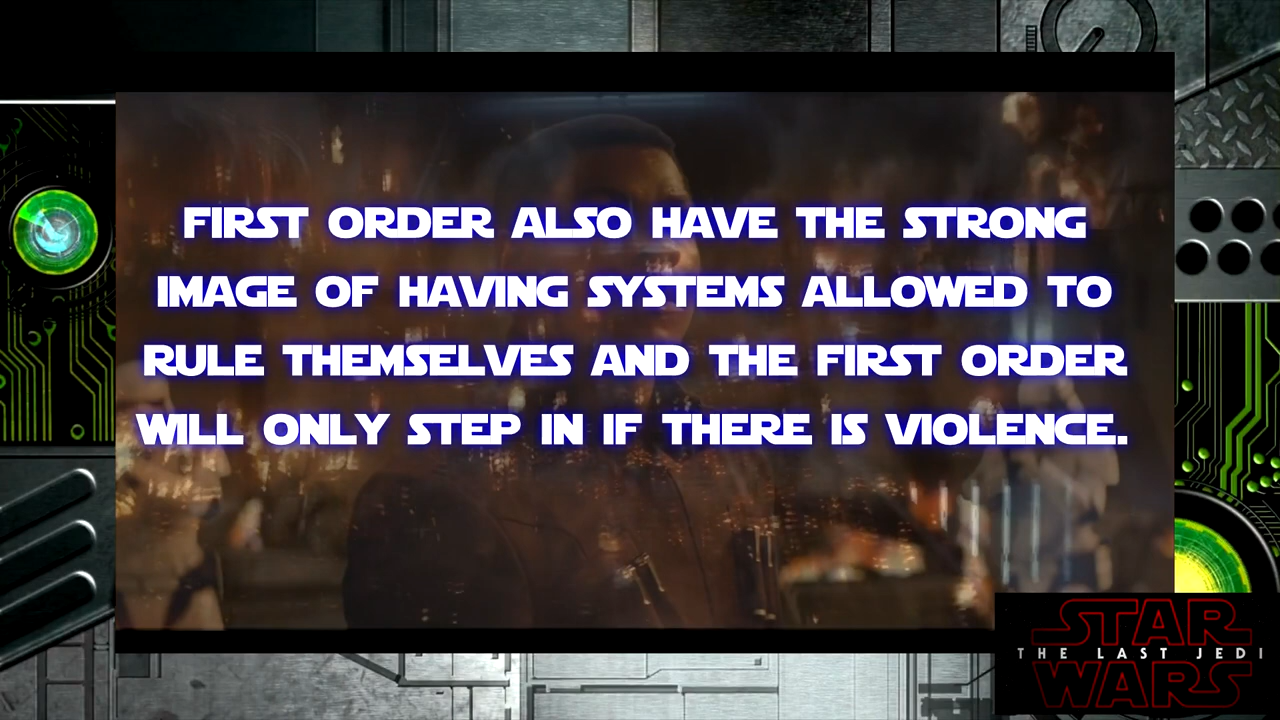 FIRST ORDER ALSO HAVE THE STRONG
IMAGE OF HAVING SYSTEMS ALLOWED TO
RULE THEMSELVES AND THE FIRST ORDER
WILL ONLY STEP IN IF THERE IS VIOLENCE.
STAR
THE LAST JEDI
WARS